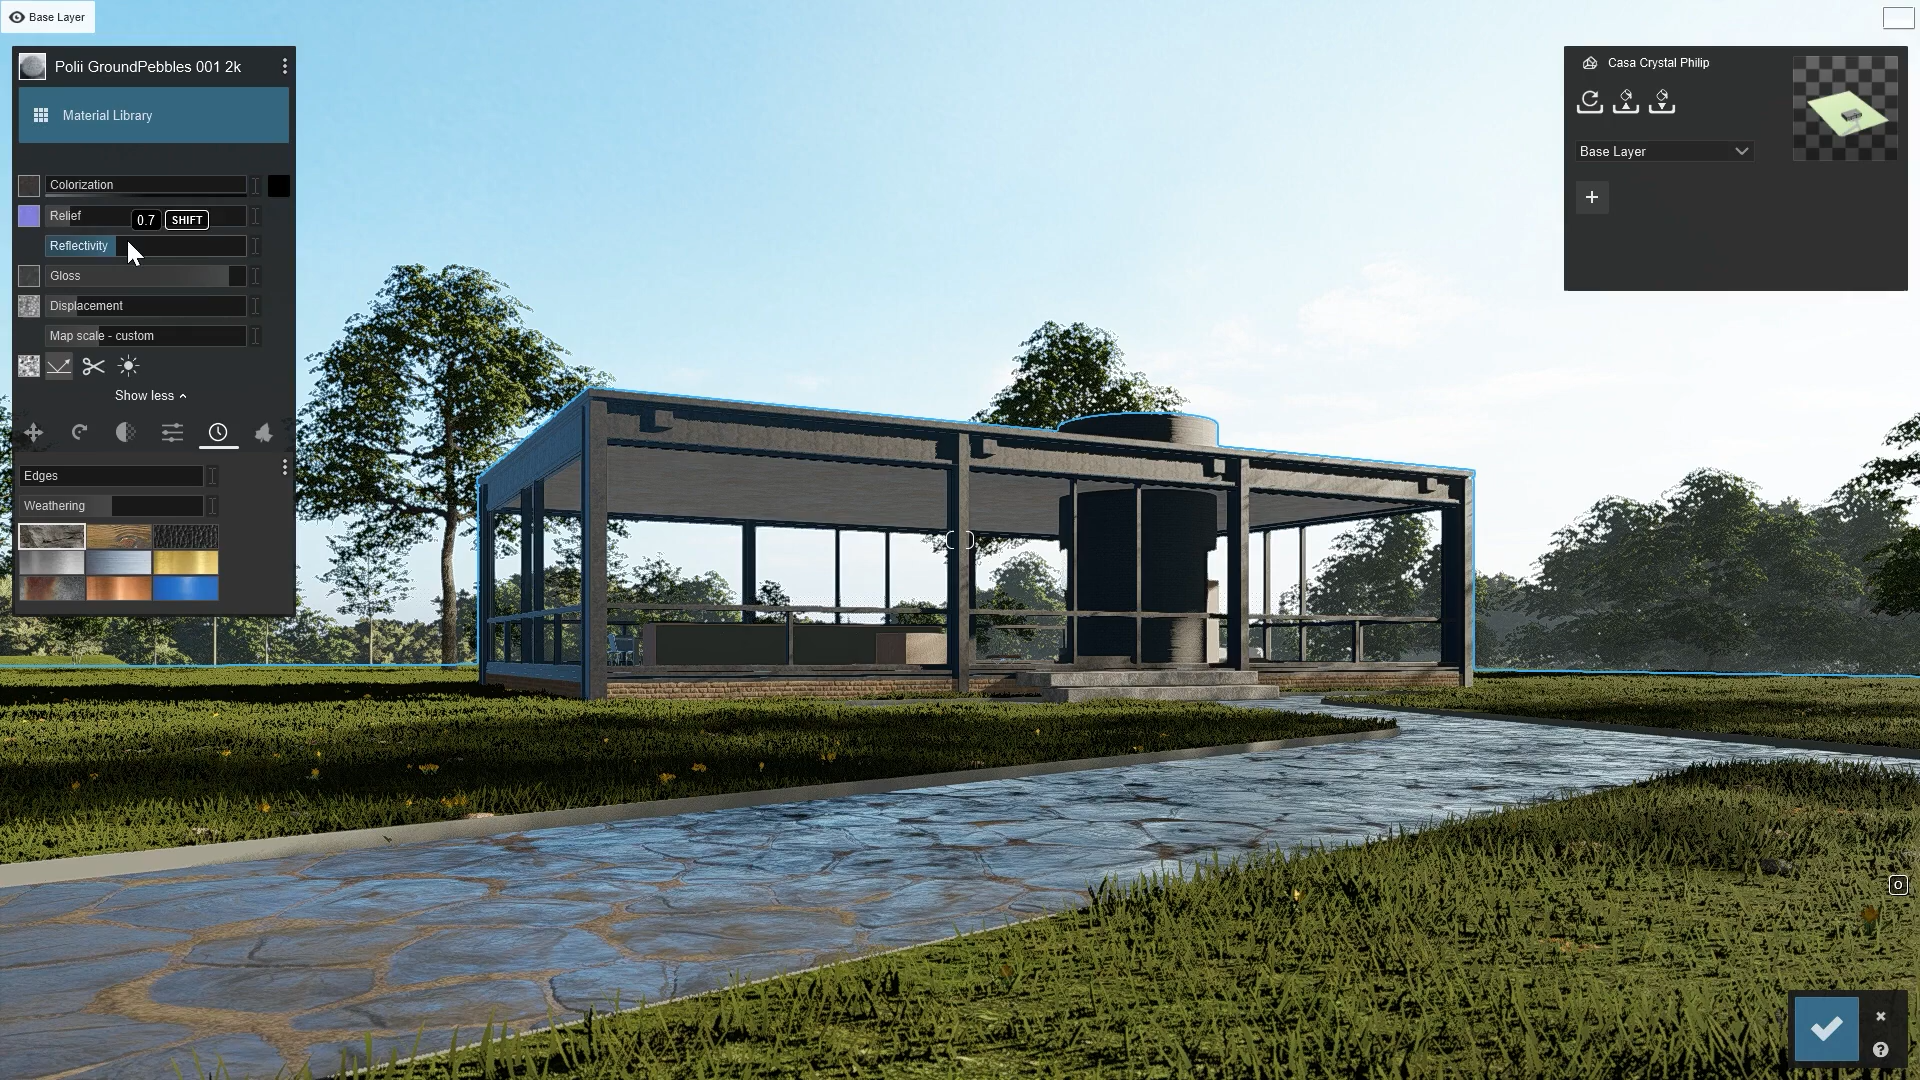 Base Layer
Polii GroundPebbles 001 2k
Material Library
Colorization
Relief
0.7 SHIFT
Reflectivity
Gloss
Displacement
Map scale - custom
Show less
Edges
Weathering
Casa Crystal Philip
Base Layer
O